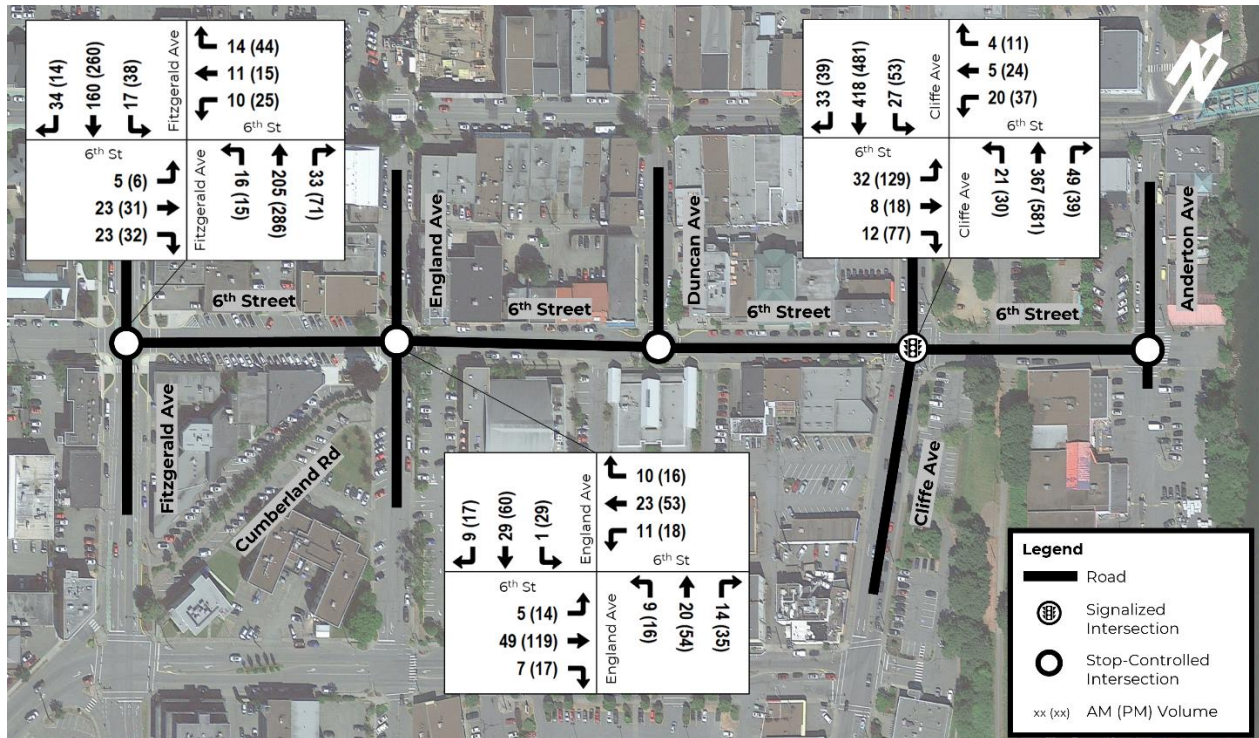 34 (14)
160 (260)
17 (38)
Fitzgerald Ave
14 (44)
11 (15)
10 (25)
6th St
6th St
5 (6)
23 (31)
23 (32)
Fitzgerald Ave
16 (15)
205 (286)
33 (71)
33 (39)
418 (481)
27 (53)
Cliffe Ave
4 (11)
5 (24)
20 (37)
6th St
6th St
32 (129)
8 (18)
12 (77)
Cliffe Ave
21 (30)
367 (581)
49 (39)
N
England Ave
Duncan Ave
Anderton Ave
6th Street
6th Street
6th Street
6th Street
Fitzgerald Ave
Cumberland Rd
Cliffe Ave
9 (17)
29 (60)
1 (29)
England Ave
10 (16)
23 (53)
11 (18)
6th St
6th St
5 (14)
49 (119)
7 (17)
England Ave
9 (16)
20 (54)
14 (35)
Legend
Road
Signalized
Intersection
Stop-Controlled
Intersection
xx (xx) AM (PM) Volume